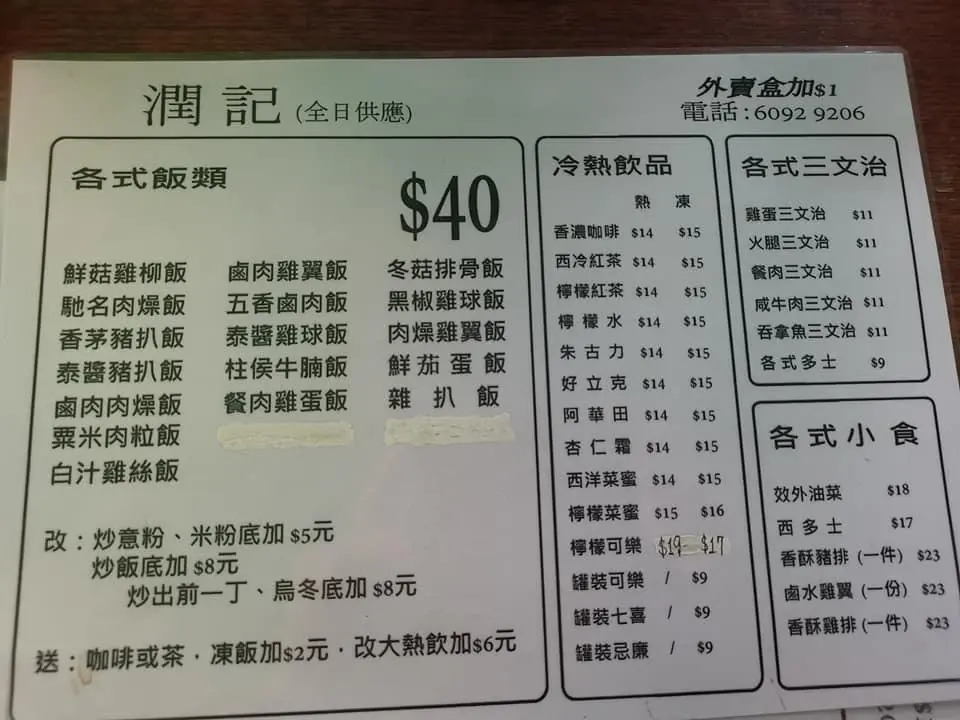 潤記 (全日供應)
外賣盒加$1
電話:6092 9206
各式飯類
$40
鮮菇雞柳飯 鹵肉雞翼飯 冬菇排骨飯
馳名肉燥飯 五香鹵肉飯 黑椒雞球飯
香茅豬扒飯 泰醬雞球飯 肉燥雞翼飯
泰醬豬扒飯 柱侯牛腩飯 鮮茄蛋飯
鹵肉肉燥飯 餐肉雞蛋飯 雜扒飯
粟米肉粒飯
白汁雞絲飯
改：炒意粉、米粉底加 $5元
炒飯底加 $8元
炒出前一丁、烏冬底加 $8元
送：咖啡或茶．凍飯加$2元．改大熱飲加$6元
冷熱飲品
熱 凍
香濃咖啡 $14 $15
西冷紅茶 $14 $15
檸檬紅茶 $14 $15
檸檬水 $14 $15
朱古力 $14 $15
好立克 $14 $15
阿華田 $14 $15
杏仁霜 $14 $15
西洋菜蜜 $14 $15
檸檬菜蜜 $15 $16
檸檬可樂 $19 $17
罐裝可樂 / $9
罐裝七喜 / $9
罐裝忌廉 / $9
各式三文治
雞蛋三文治 $11
火腿三文治 $11
餐肉三文治 $11
咸牛肉三文治 $11
吞拿魚三文治 $11
各式多士 $9
各式小食
效外油菜 $18
西多士 $17
香酥豬排 (一件) $23
鹵水雞翼 (一份) $23
香酥雞排 (一件) $23